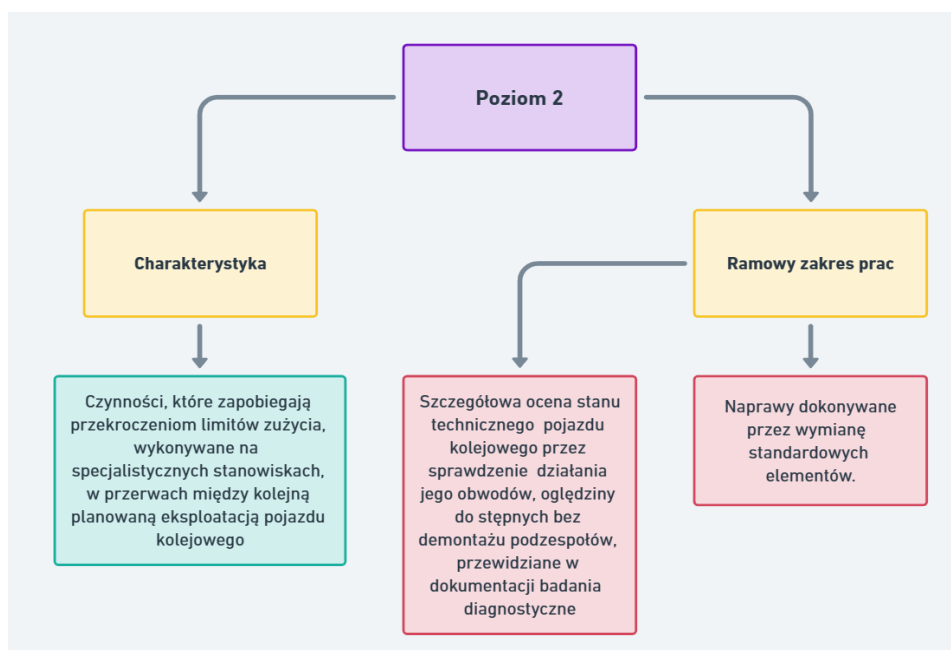 Poziom 2
Charakterystyka
Ramowy zakres prac
Czynności, które zapobiegają
przekroczeniom limitów zużycia,
wykonywane na
specjalistycznych stanowiskach,
w przerwach między kolejną
planowaną eksploatacją pojazdu
kolejowego
Szczegółowa ocena stanu
technicznego pojazdu
kolejowego przez
sprawdzenie działania
jego obwodów, oględziny
do stępnych bez
demontażu podzespołów,
przewidziane w
dokumentacji badania
diagnostyczne
Naprawy dokonywane
przez wymianę
standardowych
elementów.